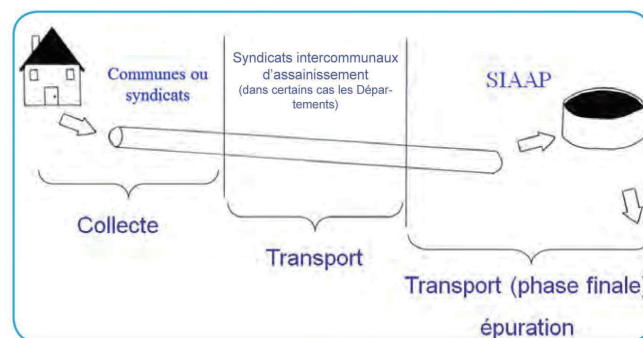 Communes ou
syndicats
Syndicats intercommunaux
d'assainissement
(dans certains cas les Dépar-
tements)
SIAAP
Collecte
Transport
Transport (phase finale)
épuration